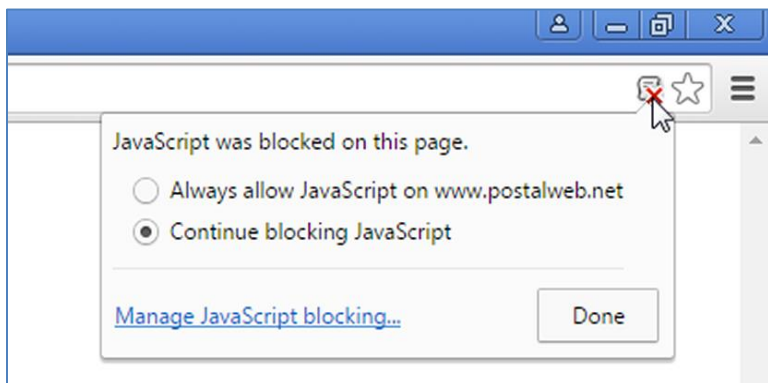 JavaScript was blocked on this page.
Always allow JavaScript on www.postalweb.net
Continue blocking JavaScript
Manage JavaScript blocking...
Done